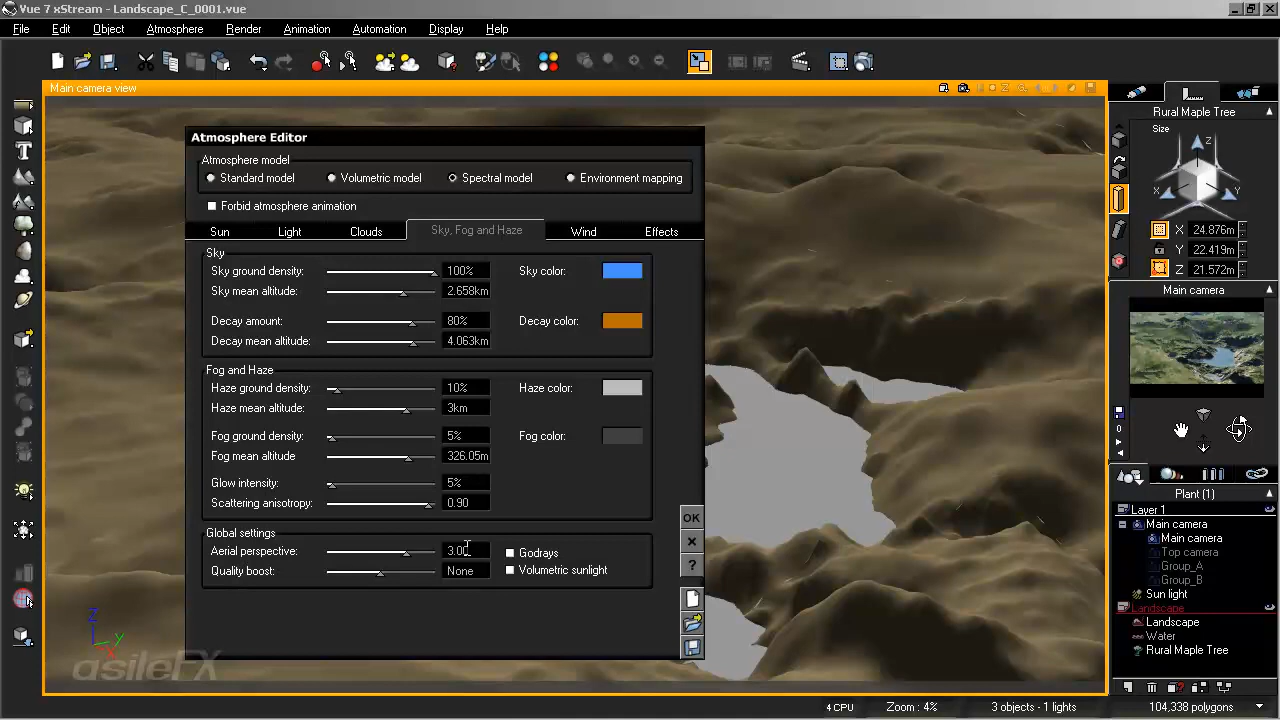 Vue 7 xStream - Landscape_C_0001.vue
File Edit Object Atmosphere Render Animation Automation Display Help
Main camera view
Atmosphere Editor
Atmosphere model
Standard model Volumetric model Spectral model Environment mapping
Forbid atmosphere animation
Sun Light Clouds Sky, Fog and Haze Wind Effects
Sky
Sky ground density: 100% Sky color:
Sky mean altitude: 2.658km
Decay amount: 80% Decay color:
Decay mean altitude: 4.063km
Fog and Haze
Haze ground density: 10% Haze color:
Haze mean altitude: 3km
Fog ground density: 5% Fog color:
Fog mean altitude 326.05m
Glow intensity: 5%
Scattering anisotropy: 0.90
Global settings
Aerial perspective: 3.00 Godrays
Quality boost: None Volumetric sunlight
OK
?
Rural Maple Tree
Size
Z
X Y
X 24.876m
Y 22.419m
Z 21.572m
Main camera
0
Plant (1)
Layer 1
Main camera
Main camera
Top camera
Group_A
Group_B
Sun light
Landscape
Landscape
Water
Rural Maple Tree
Z
Y
X
asileFX
4 CPU Zoom : 4% 3 objects - 1 lights 104,338 polygons